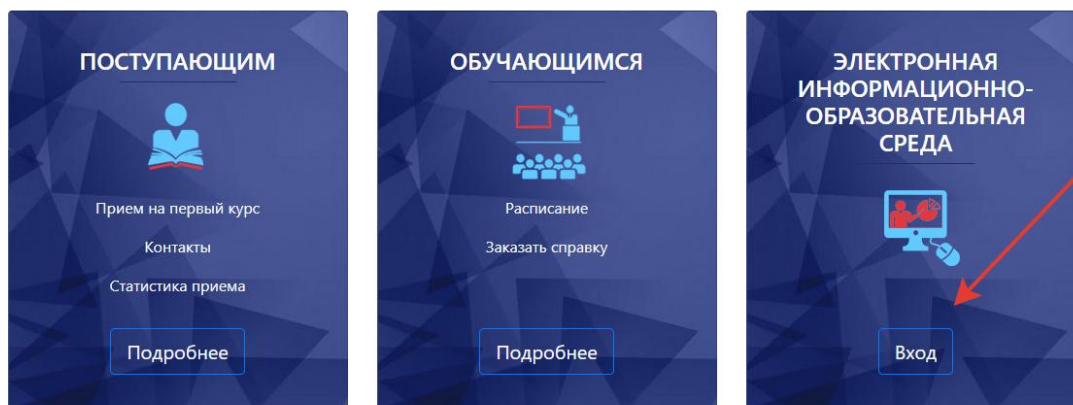 ПОСТУПАЮЩИМ
Прием на первый курс
Контакты
Статистика приема
Подробнее
ОБУЧАЮЩИМСЯ
Расписание
Заказать справку
Подробнее
ЭЛЕКТРОННАЯ
ИНФОРМАЦИОННО-
ОБРАЗОВАТЕЛЬНАЯ
СРЕДА
Вход